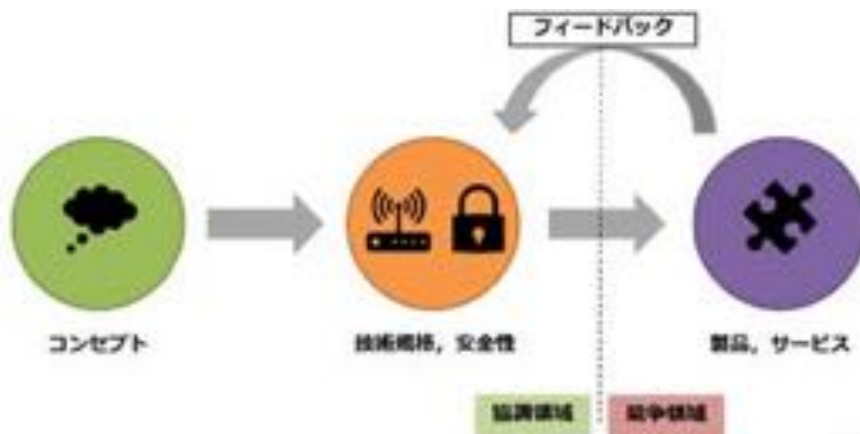 フィードバック
コンセプト
技術規格，安全性
製品，サービス
協調領域
競争領域